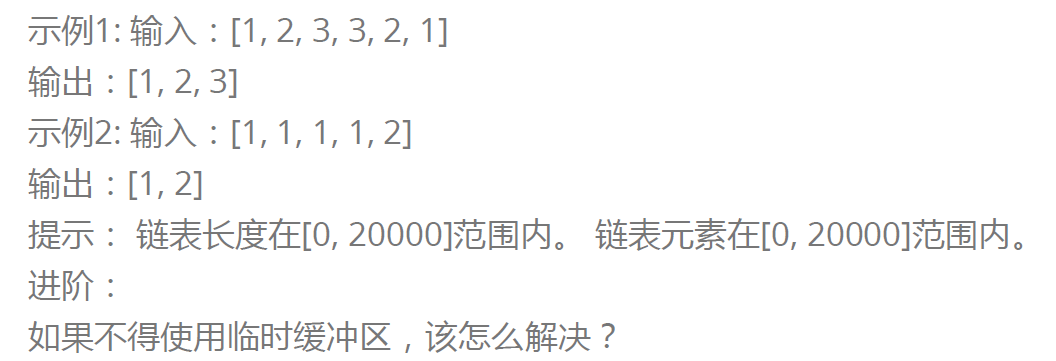 示例1: 输入：[1, 2, 3, 3, 2, 1]
输出：[1, 2, 3]
示例2: 输入：[1, 1, 1, 1, 2]
输出：[1, 2]
提示： 链表长度在[0, 20000]范围内。 链表元素在[0, 20000]范围内。
进阶：
如果不得使用临时缓冲区，该怎么解决？